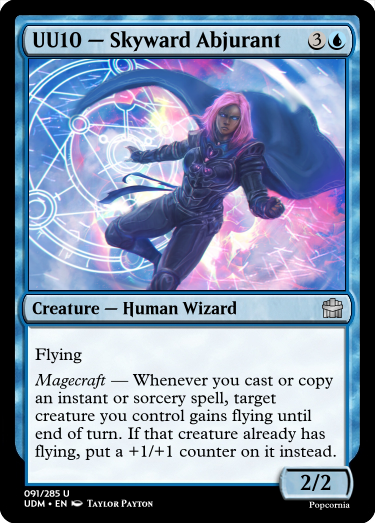 UU10 — Skyward Abjurant 3
Creature — Human Wizard
Flying
Magecraft — Whenever you cast or copy
an instant or sorcery spell, target
creature you control gains flying until
end of turn. If that creature already has
flying, put a +1/+1 counter on it instead.
2/2
091/285 U
UDM • EN Taylor Payton
Popcornia